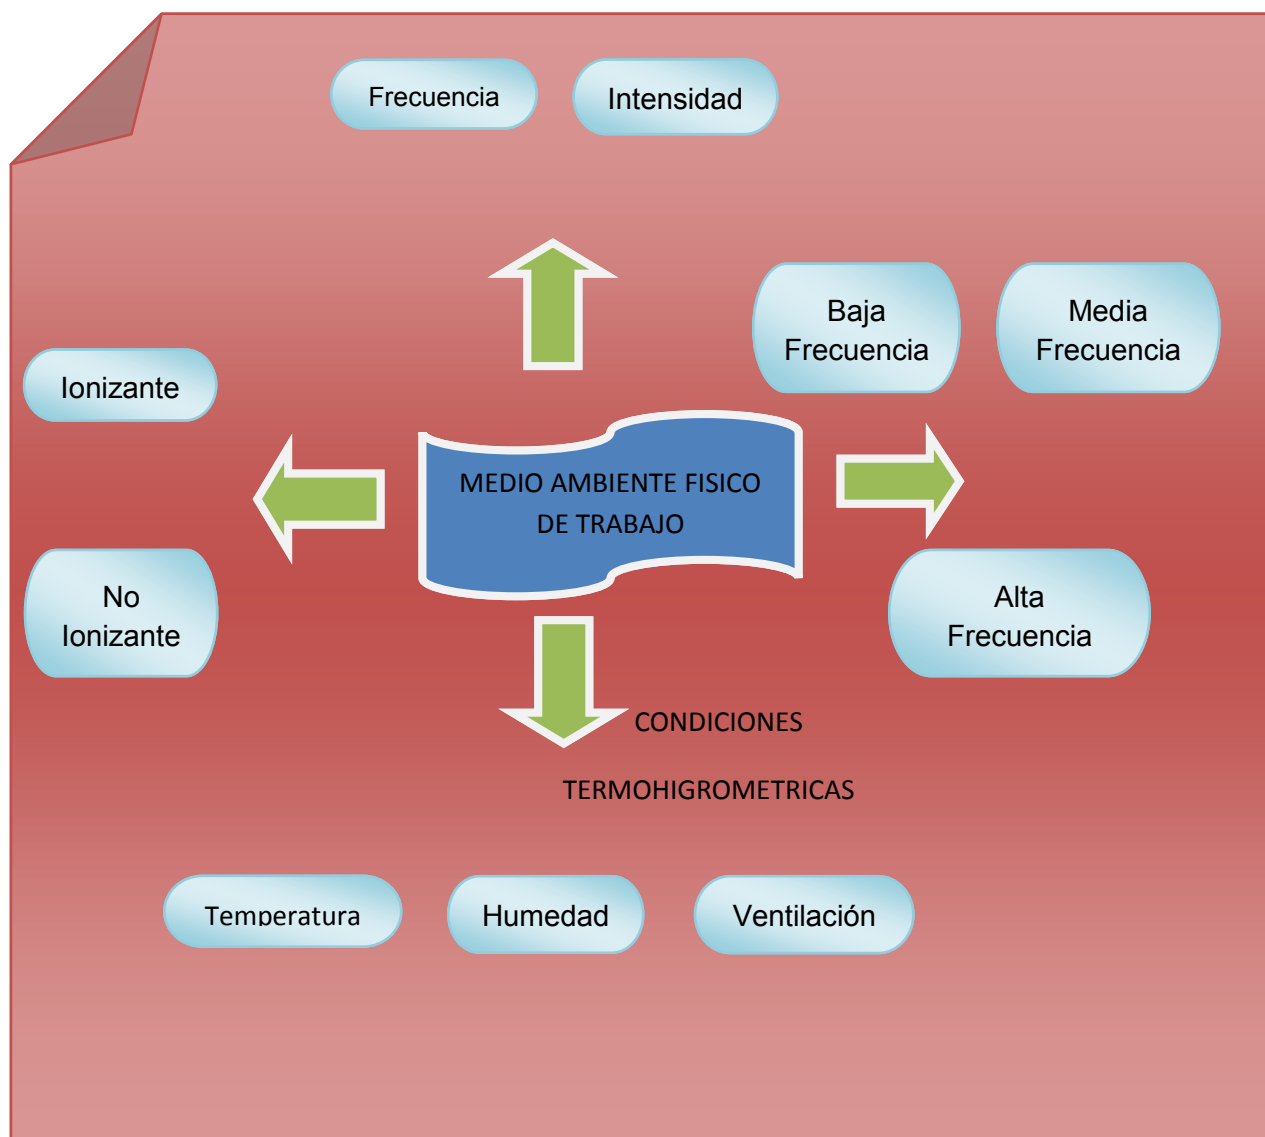 Frecuencia
Intensidad
Baja
Frecuencia
Media
Frecuencia
Ionizante
MEDIO AMBIENTE FISICO
DE TRABAJO
No
Ionizante
Alta
Frecuencia
CONDICIONES
TERMOHIGROMETRICAS
Temperatura
Humedad
Ventilación